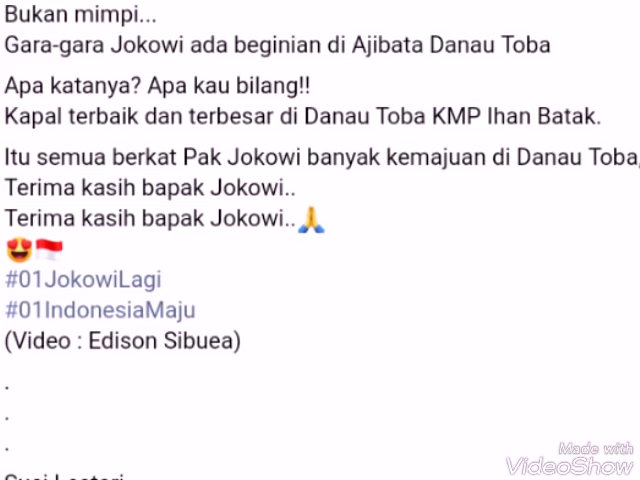 Bukan mimpi...
Gara-gara Jokowi ada beginian di Ajibata Danau Toba
Apa katanya? Apa kau bilang!!
Kapal terbaik dan terbesar di Danau Toba KMP Ihan Batak.
Itu semua berkat Pak Jokowi banyak kemajuan di Danau Toba,
Terima kasih bapak Jokowi..
Terima kasih bapak Jokowi..🙏
😍🇮🇩
#01JokowiLagi
#01IndonesiaMaju
(Video : Edison Sibuea)
.
.
.
Made with
VideoShow